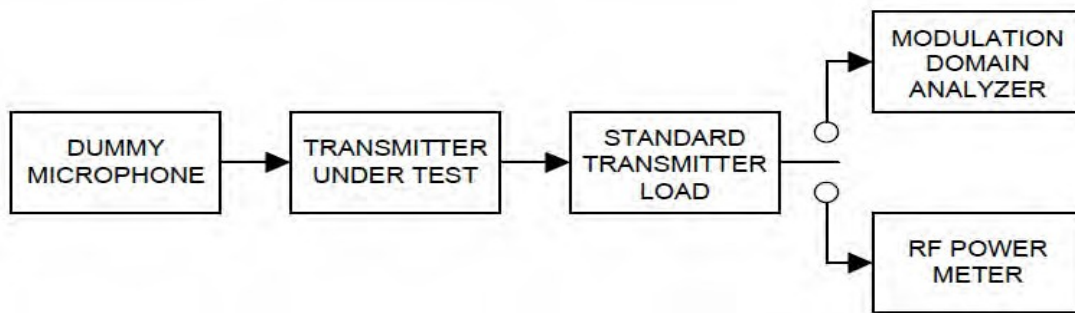 DUMMY
MICROPHONE
TRANSMITTER
UNDER TEST
STANDARD
TRANSMITTER
LOAD
MODULATION
DOMAIN
ANALYZER
RF POWER
METER